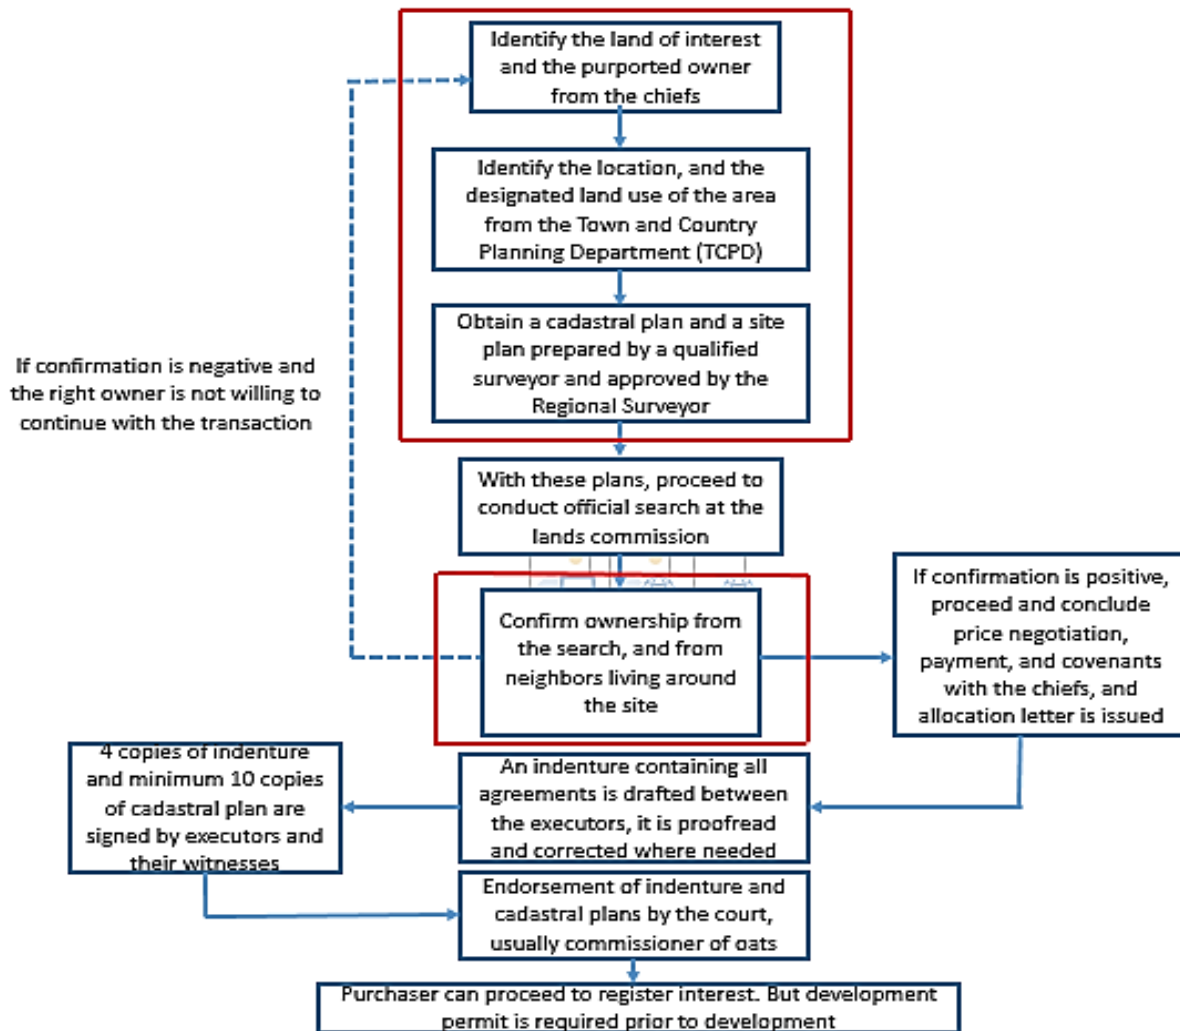 Identify the land of interest
and the purported owner
from the chiefs
Identify the location, and the
designated land use of the area
from the Town and Country
Planning Department (TCPD)
Obtain a cadastral plan and a site
plan prepared by a qualified
surveyor and approved by the
Regional Surveyor
If confirmation is negative and
the right owner is not willing to
continue with the transaction
With these plans, proceed to
conduct official search at the
lands commission
Confirm ownership from
the search, and from
neighbors living around
the site
If confirmation is positive,
proceed and conclude
price negotiation,
payment, and covenants
with the chiefs, and
allocation letter is issued
An indenture containing all
agreements is drafted between
the executors, it is proofread
and corrected where needed
4 copies of indenture
and minimum 10 copies
of cadastral plan are
signed by executors and
their witnesses
Endorsement of indenture and
cadastral plans by the court,
usually commissioner of oats
Purchaser can proceed to register interest. But development
permit is required prior to development